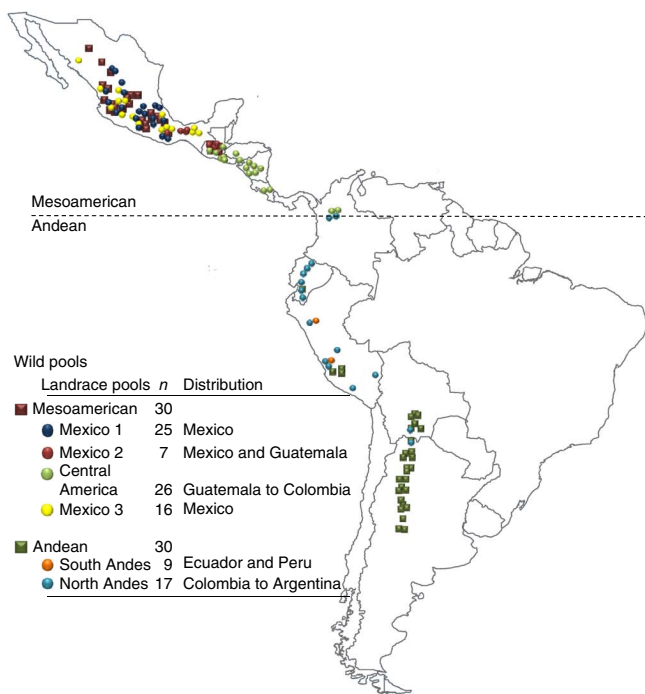 Mesoamerican
Andean
Wild pools
Landrace pools n Distribution
Mesoamerican 30
Mexico 1 25 Mexico
Mexico 2 7 Mexico and Guatemala
Central
America 26 Guatemala to Colombia
Mexico 3 16 Mexico
Andean 30
South Andes 9 Ecuador and Peru
North Andes 17 Colombia to Argentina